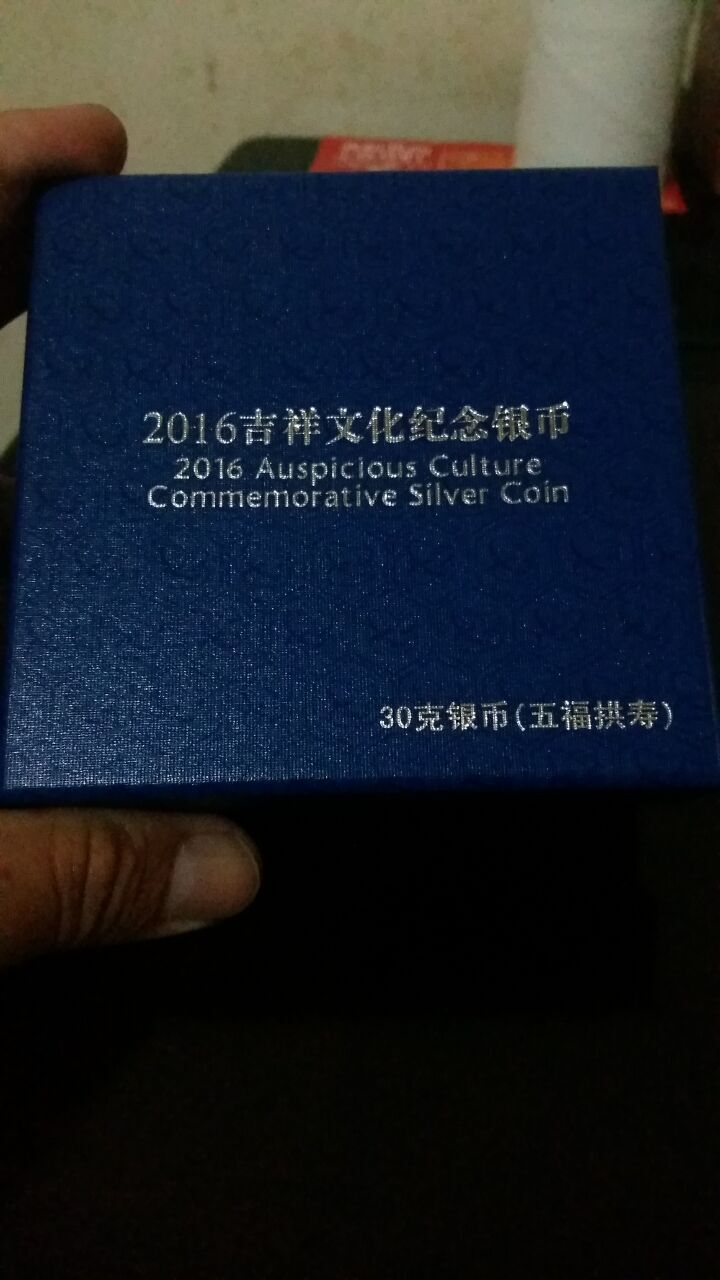 2016吉祥文化纪念银币
2016 Auspicious Culture
Commemorative Silver Coin
30克银币(五福拱寿)